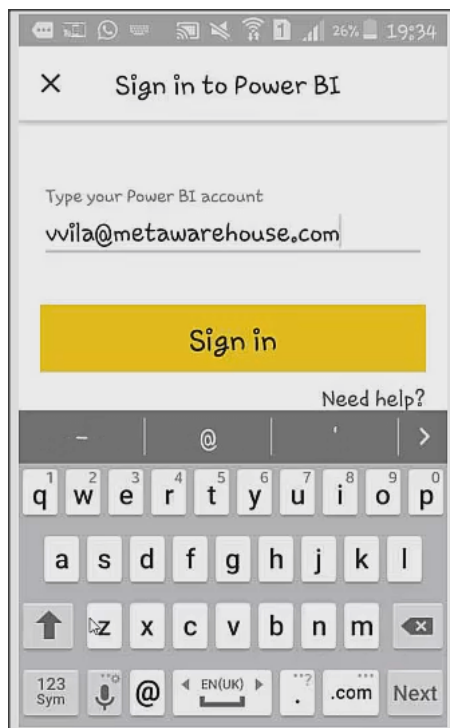 1 26% 19:34
× Sign in to Power BI
Type your Power BI account
vvila@metawarehouse.com
Sign in
Need help?
- @ ' >
1 2 3 4 5 6 7 8 9 0
q w e r t y u i o p
a s d f g h j k l
z x c v b n m
123 Sym @ EN(UK) . .com Next